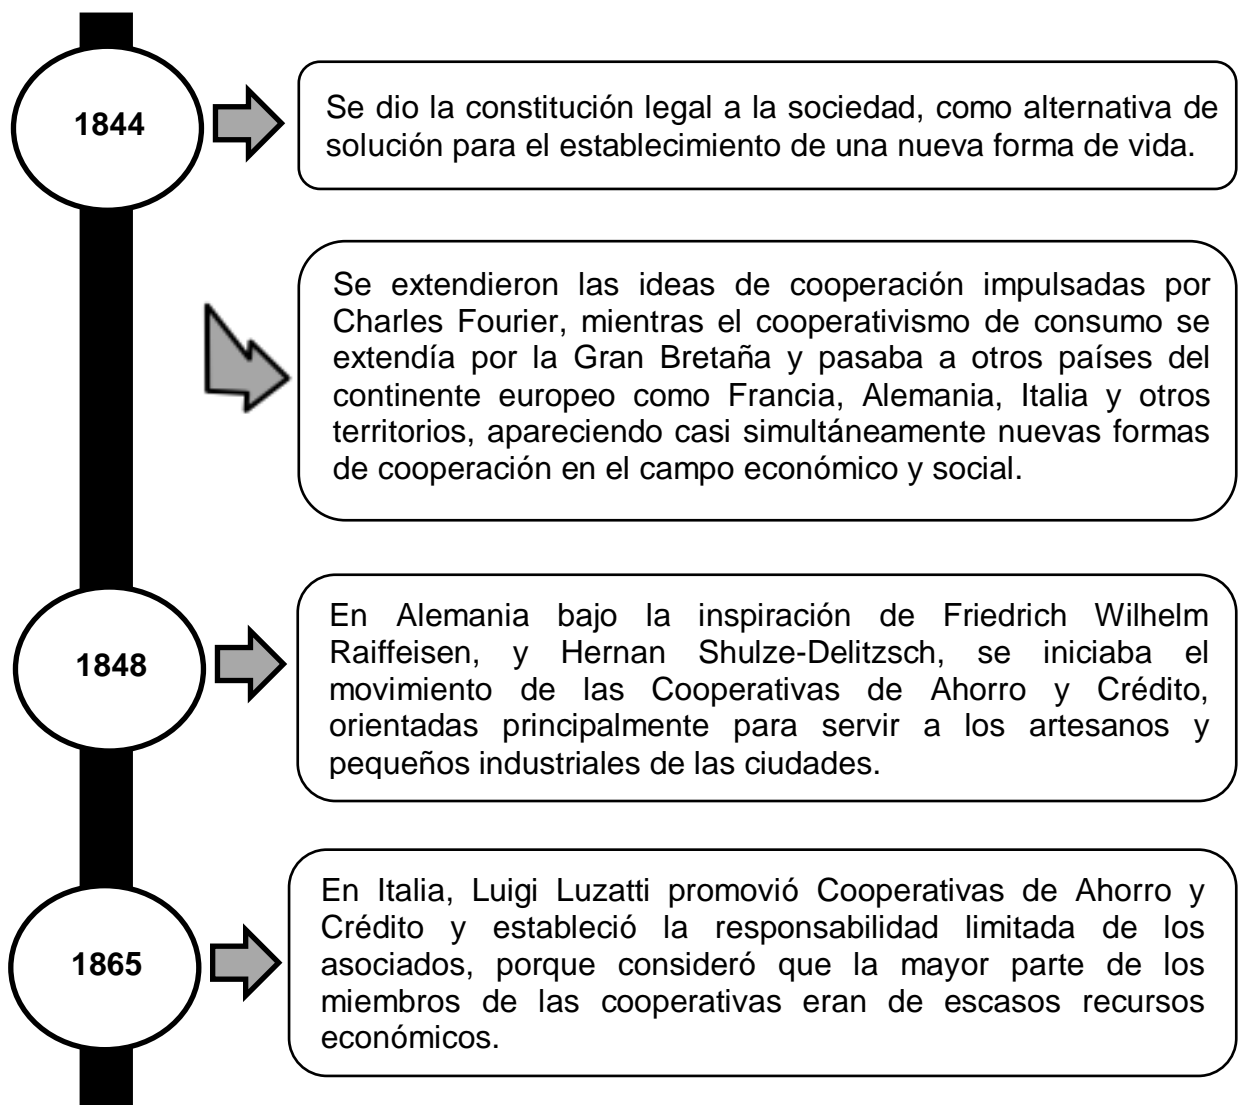 1844
Se dio la constitución legal a la sociedad, como alternativa de
solución para el establecimiento de una nueva forma de vida.
Se extendieron las ideas de cooperación impulsadas por
Charles Fourier, mientras el cooperativismo de consumo se
extendía por la Gran Bretaña y pasaba a otros países del
continente europeo como Francia, Alemania, Italia y otros
territorios, apareciendo casi simultáneamente nuevas formas
de cooperación en el campo económico y social.
1848
En Alemania bajo la inspiración de Friedrich Wilhelm
Raiffeisen, y Hernan Shulze-Delitzsch, se iniciaba el
movimiento de las Cooperativas de Ahorro y Crédito,
orientadas principalmente para servir a los artesanos y
pequeños industriales de las ciudades.
1865
En Italia, Luigi Luzatti promovió Cooperativas de Ahorro y
Crédito y estableció la responsabilidad limitada de los
asociados, porque consideró que la mayor parte de los
miembros de las cooperativas eran de escasos recursos
económicos.